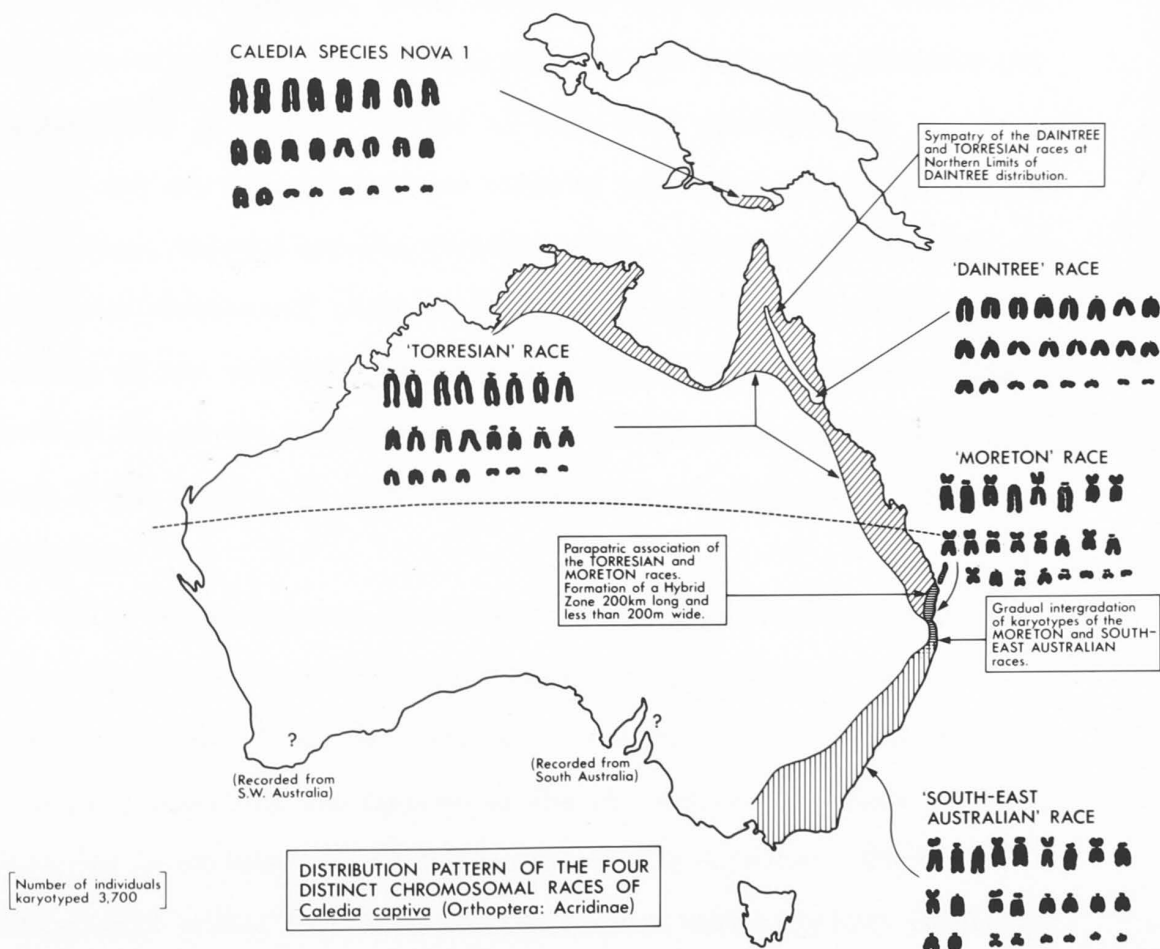 CALEDIA SPECIES NOVA 1
Sympatry of the DAINTREE
and TORRESIAN races at
Northern Limits of
DAINTREE distribution.
'DAINTREE' RACE
'TORRESIAN' RACE
'MORETON' RACE
Parapatric association of
the TORRESIAN and
MORETON races.
Formation of a Hybrid
Zone 200km long and
less than 200m wide.
Gradual intergradation
of karyotypes of the
MORETON and SOUTH-
EAST AUSTRALIAN
races.
?
(Recorded from
S.W. Australia)
?
(Recorded from
South Australia)
'SOUTH-EAST
AUSTRALIAN' RACE
DISTRIBUTION PATTERN OF THE FOUR
DISTINCT CHROMOSOMAL RACES OF
Caledia captiva (Orthoptera: Acridinae)
[Number of individuals
karyotyped 3,700]